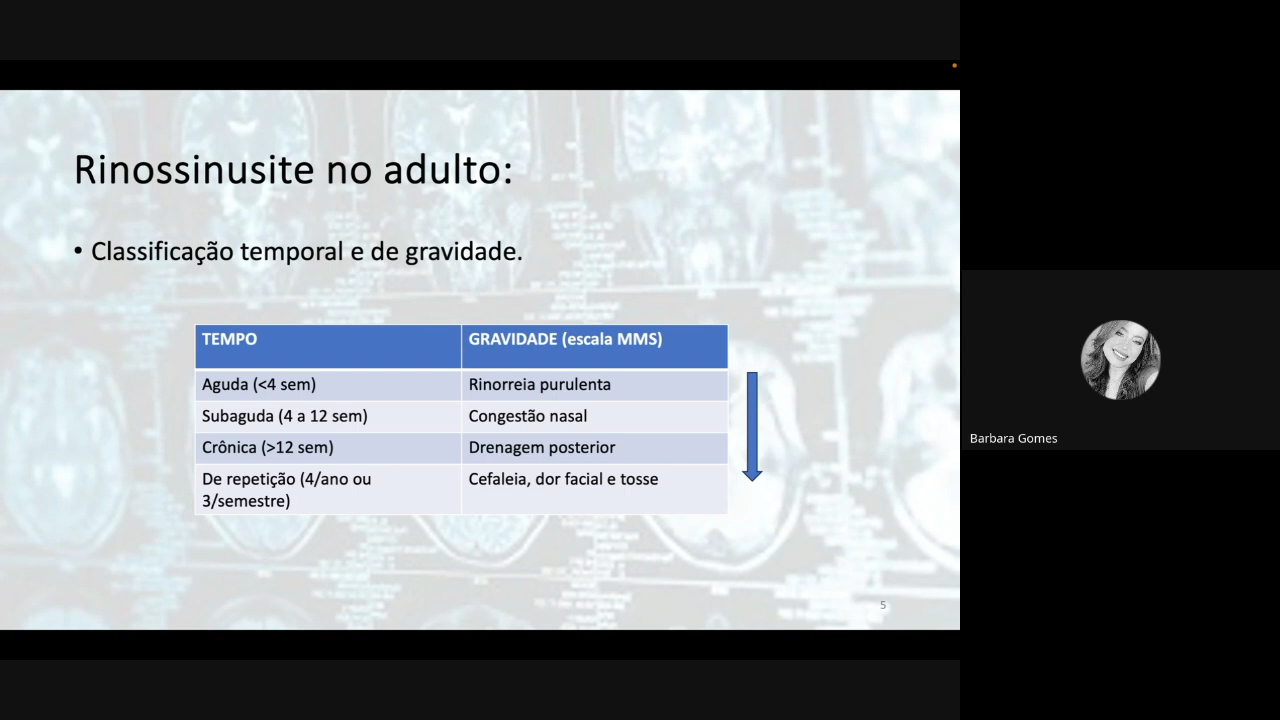 Rinossinusite no adulto:
• Classificação temporal e de gravidade.
TEMPO GRAVIDADE (escala MMS)
Aguda (<4 sem) Rinorreia purulenta
Subaguda (4 a 12 sem) Congestão nasal
Crônica (>12 sem) Drenagem posterior
De repetição (4/ano ou Cefaleia, dor facial e tosse
3/semestre)
5
Barbara Gomes